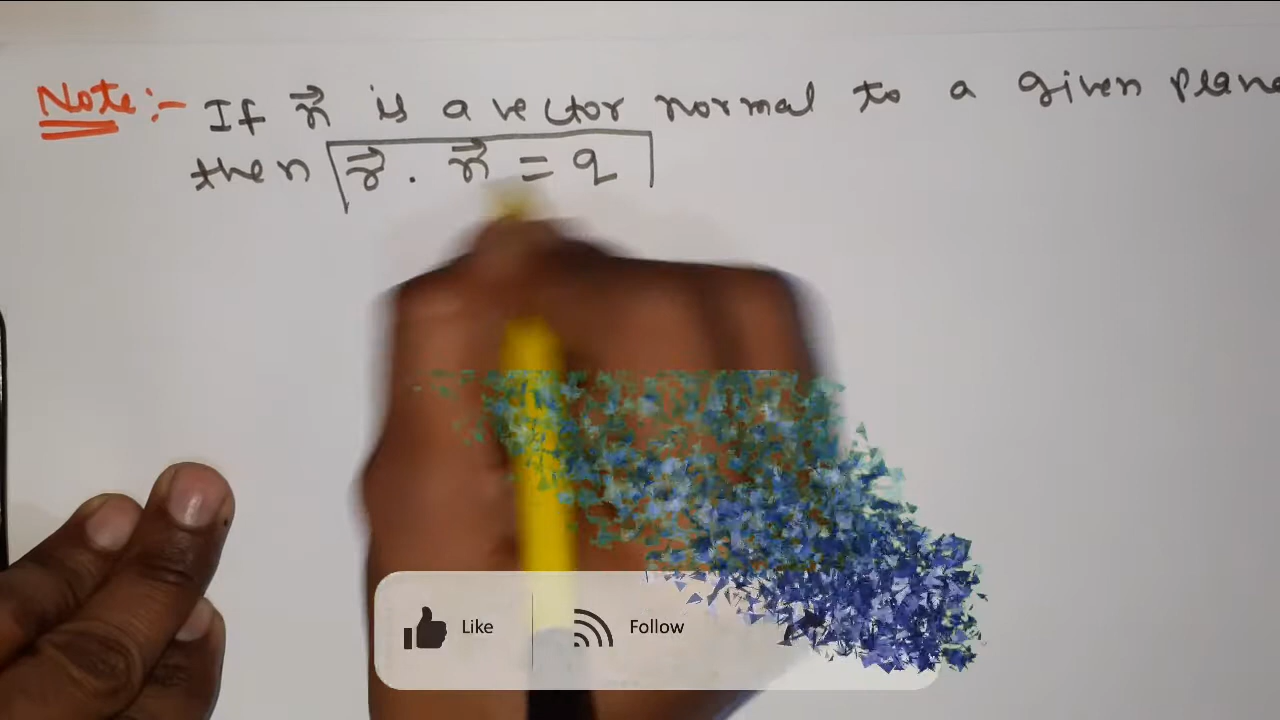 Note:- If n⃗ is a vector normal to a given plane
then r⃗ . n⃗ = q
Like
Follow